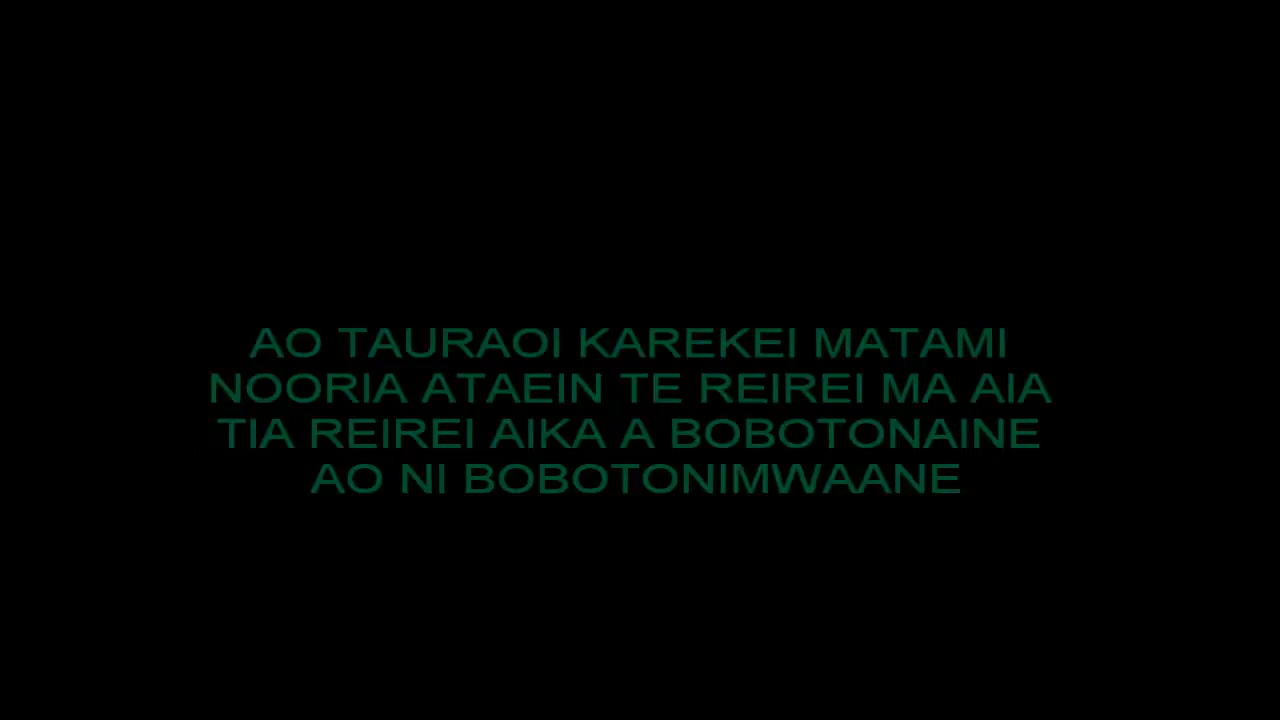 AO TAURAOI KAREKEI MATAMI
NOORIA ATAEIN TE REIREI MA AIA
TIA REIREI AIKA A BOBOTONAINE
AO NI BOBOTONIMWAANE